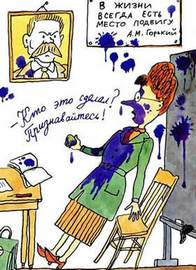 В ЖИЗНИ
ВСЕГДА ЕСТЬ
МЕСТО ПОДВИГУ
А.М. Горький
Кто это сделал?
Признавайтесь!